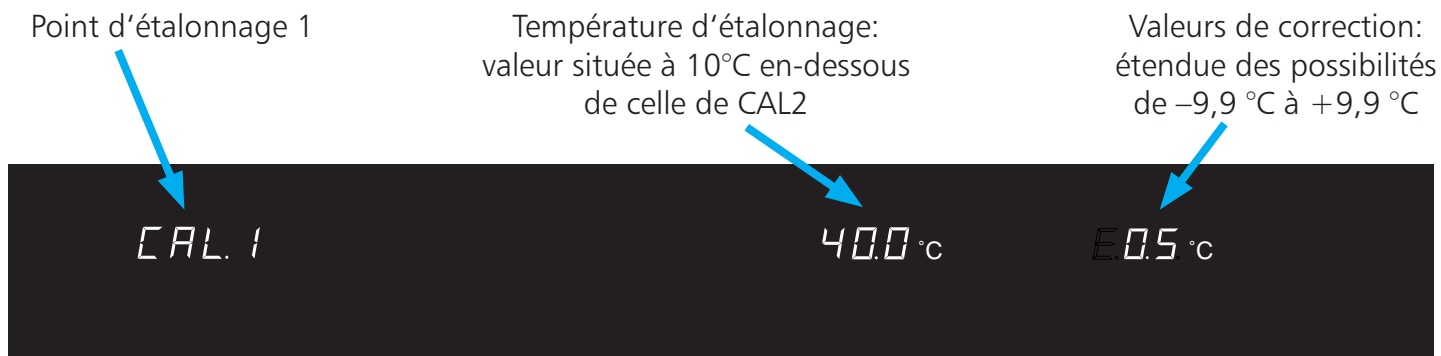 Point d‘étalonnage 1
Température d‘étalonnage:
valeur située à 10°C en-dessous
de celle de CAL2
Valeurs de correction:
étendue des possibilités
de –9,9 °C à +9,9 °C
CAL. 1
40.0 °C
0.5 °C